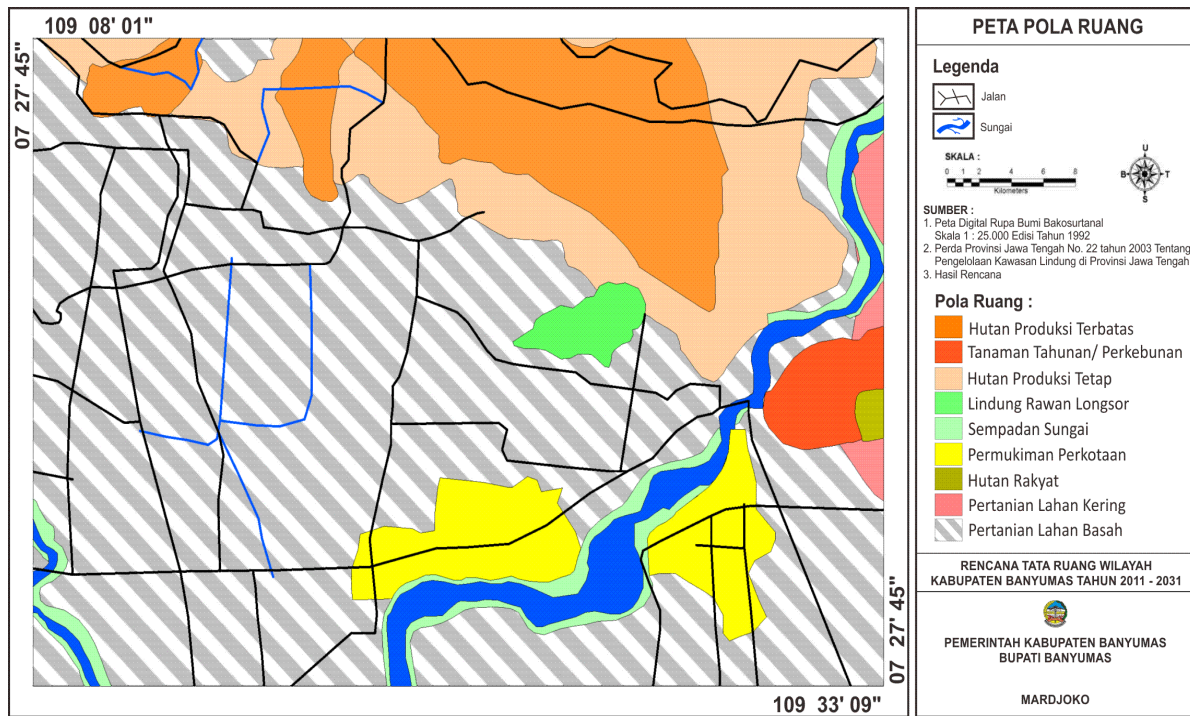 109 08' 01"
07 27' 45"
07 27' 45"
109 33' 09"
PETA POLA RUANG
Legenda
Jalan
Sungai
SKALA :
0 1 2 4 6 8
Kilometers
U
B T
S
SUMBER :
1. Peta Digital Rupa Bumi Bakosurtanal
Skala 1 : 25.000 Edisi Tahun 1992
2. Perda Provinsi Jawa Tengah No. 22 tahun 2003 Tentang
Pengelolaan Kawasan Lindung di Provinsi Jawa Tengah
3. Hasil Rencana
Pola Ruang :
Hutan Produksi Terbatas
Tanaman Tahunan/ Perkebunan
Hutan Produksi Tetap
Lindung Rawan Longsor
Sempadan Sungai
Permukiman Perkotaan
Hutan Rakyat
Pertanian Lahan Kering
Pertanian Lahan Basah
RENCANA TATA RUANG WILAYAH
KABUPATEN BANYUMAS TAHUN 2011 - 2031
PEMERINTAH KABUPATEN BANYUMAS
BUPATI BANYUMAS
MARDJOKO